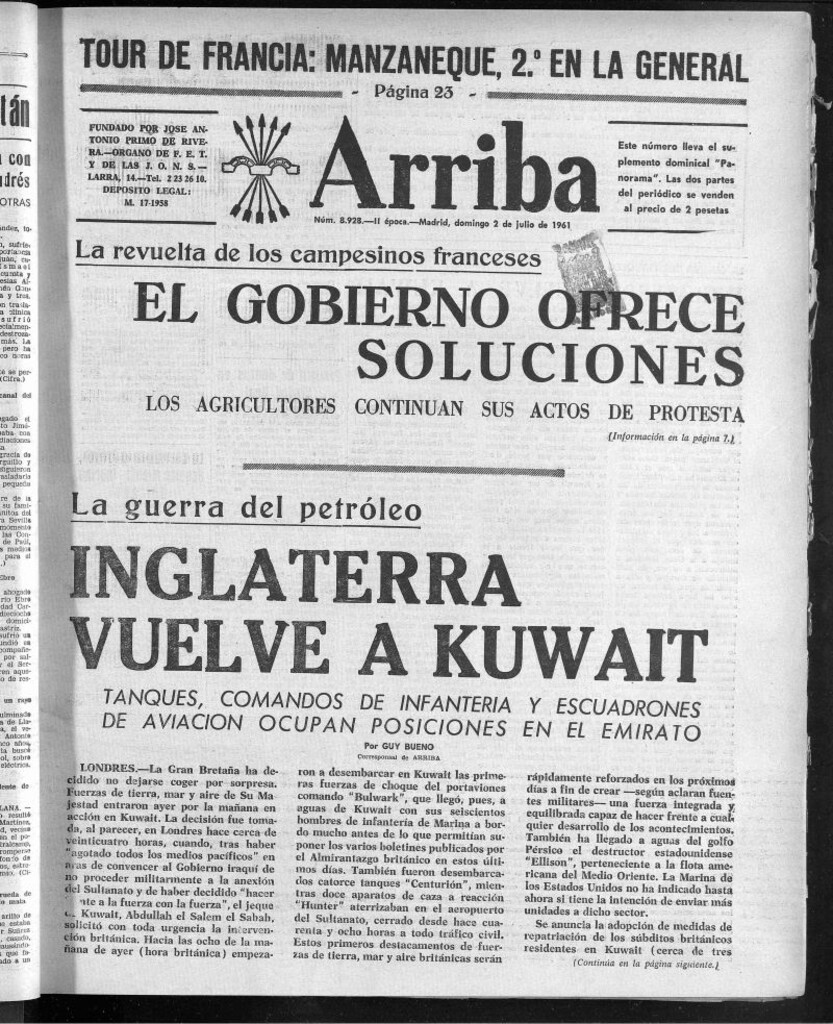 TOUR DE FRANCIA: MANZANEQUE, 2.º EN LA GENERAL
- Página 23 -
FUNDADO POR JOSE AN-
TONIO PRIMO DE RIVE-
RA.—ORGANO DE F. E. T.
Y DE LAS J. O. N. S.—
LARRA, 14.—Tel. 2 23 26 10.
DEPOSITO LEGAL:
M. 17-1958
Arriba
Núm. 8.928.—II época.—Madrid, domingo 2 de julio de 1961
Este número lleva el su-
plemento dominical "Pa-
norama". Las dos partes
del periódico se venden
al precio de 2 pesetas
La revuelta de los campesinos franceses
EL GOBIERNO OFRECE
SOLUCIONES
LOS AGRICULTORES CONTINUAN SUS ACTOS DE PROTESTA
(Información en la página 7.)
La guerra del petróleo
INGLATERRA
VUELVE A KUWAIT
TANQUES, COMANDOS DE INFANTERIA Y ESCUADRONES
DE AVIACION OCUPAN POSICIONES EN EL EMIRATO
Por GUY BUENO
Corresponsal de ARRIBA
LONDRES.—La Gran Bretaña ha de-
cidido no dejarse coger por sorpresa.
Fuerzas de tierra, mar y aire de Su Ma-
jestad entraron ayer por la mañana en
acción en Kuwait. La decisión fue toma-
da, al parecer, en Londres hace cerca de
veinticuatro horas, cuando, tras haber
"agotado todos los medios pacíficos" en
aras de convencer al Gobierno iraquí de
no proceder militarmente a la anexión
del Sultanato y de haber decidido "hacer
a la fuerza con la fuerza", el jeque
Kuwait, Abdullah el Salem el Sabah,
solicitó con toda urgencia la interven-
ción británica. Hacia las ocho de la ma-
ñana de ayer (hora británica) empeza-
ron a desembarcar en Kuwait las prime-
ras fuerzas de choque del portaviones
comando "Bulwark", que llegó, pues, a
aguas de Kuwait con sus seiscientos
hombres de infantería de Marina a bor-
do mucho antes de lo que permitían su-
poner los varios boletines publicados por
el Almirantazgo británico en estos últi-
mos días. También fueron desembarca-
dos catorce tanques "Centurión", mien-
tras doce aparatos de caza a reacción
"Hunter" aterrizaban en el aeropuerto
del Sultanato, cerrado desde hace cua-
renta y ocho horas a todo tráfico civil.
Estos primeros destacamentos de fuer-
zas de tierra, mar y aire británicas serán
rápidamente reforzados en los próximos
días a fin de crear —según aclaran fuen-
tes militares— una fuerza integrada y
equilibrada capaz de hacer frente a cual-
quier desarrollo de los acontecimientos.
También ha llegado a aguas del golfo
Pérsico el destructor estadounidense
"Ellison", perteneciente a la flota ame-
ricana del Medio Oriente. La Marina de
los Estados Unidos no ha indicado hasta
ahora si tiene la intención de enviar más
unidades a dicho sector.
Se anuncia la adopción de medidas de
repatriación de los súbditos británicos
residentes en Kuwait (cerca de tres
(Continúa en la página siguiente.)